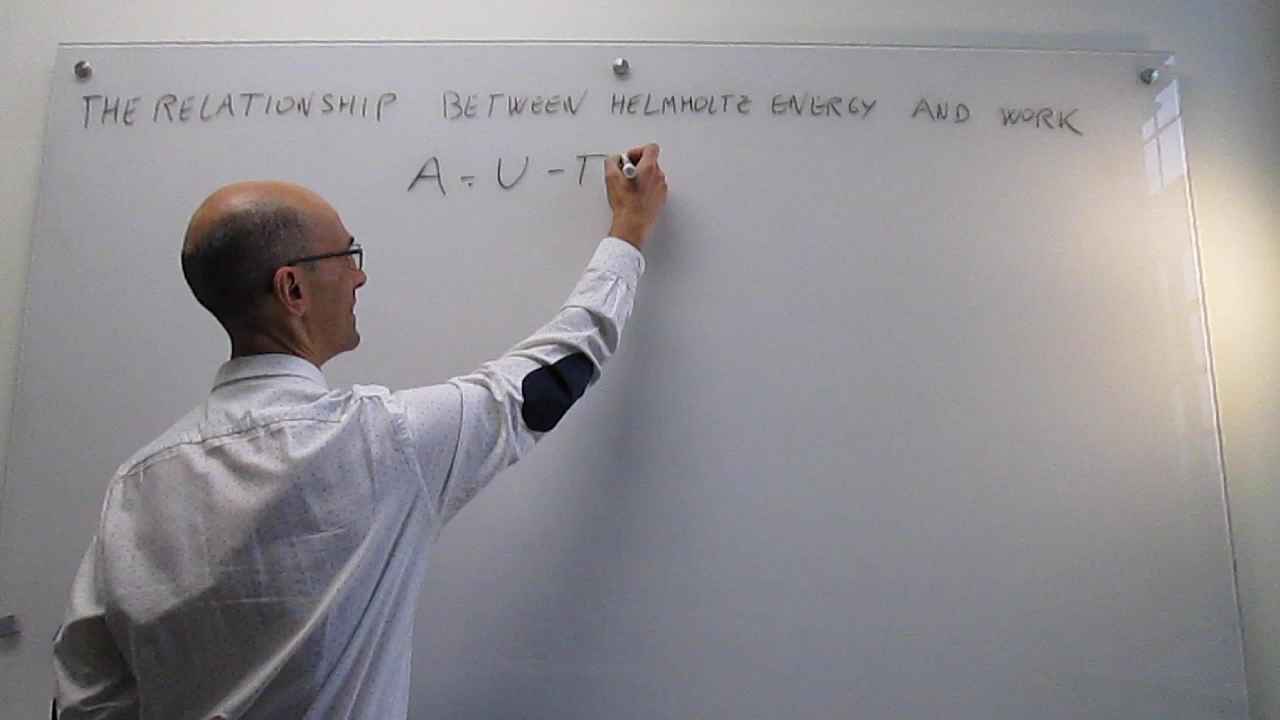 THE RELATIONSHIP BETWEEN HELMHOLTZ ENERGY AND WORK
A = U - T